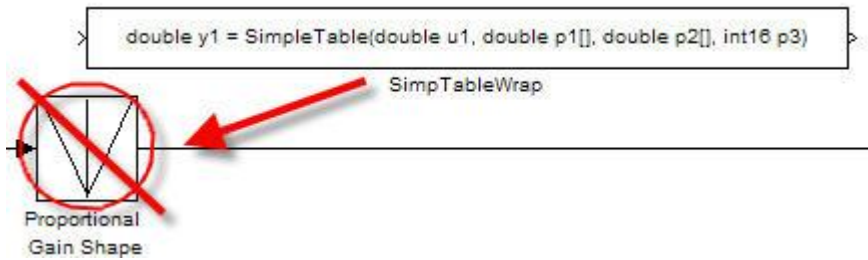 double y1 = SimpleTable(double u1, double p1[], double p2[], int16 p3)
SimpTableWrap
Proportional
Gain Shape